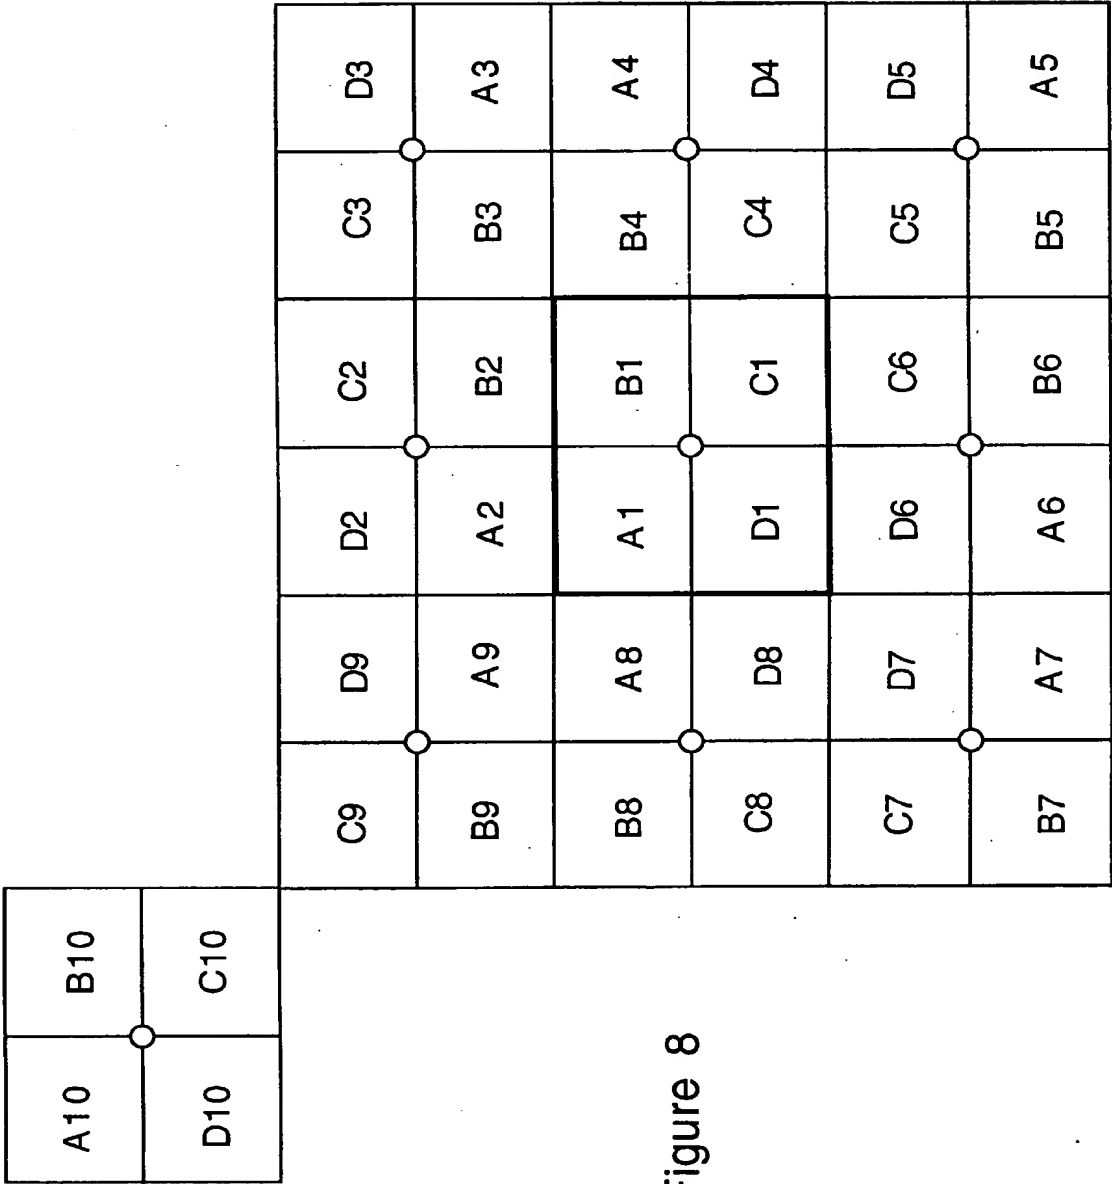 A10 B10
D10 C10
C9 D9 D2 C2 C3 D3
B9 A9 A2 B2 B3 A3
B8 A8 A1 B1 B4 A4
C8 D8 D1 C1 C4 D4
C7 D7 D6 C6 C5 D5
B7 A7 A6 B6 B5 A5
Figure 8